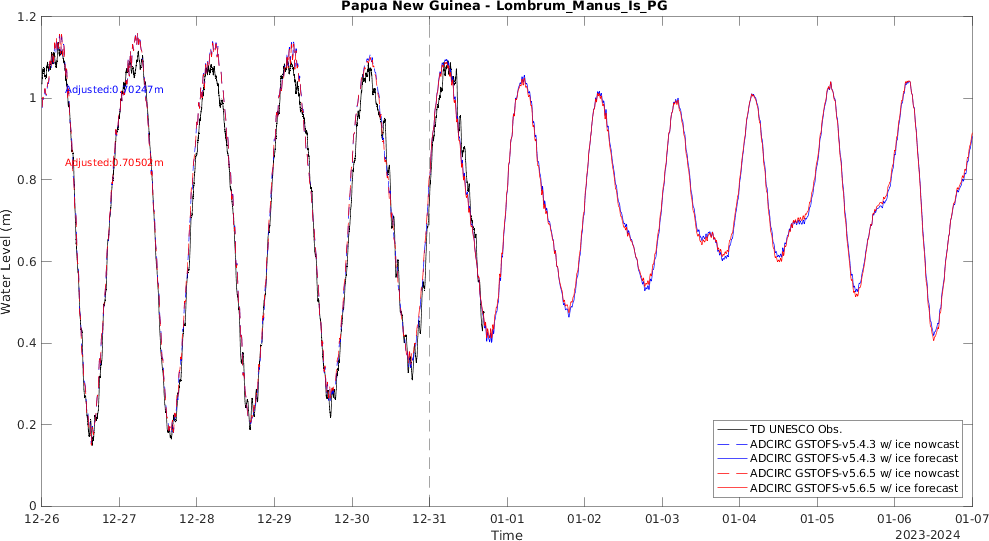 Papua New Guinea - Lombrum_Manus_Is_PG
1.2
1
0.8
0.6
0.4
0.2
0
Water Level (m)
Adjusted:0.70247m
Adjusted:0.70502m
TD UNESCO Obs.
ADCIRC GSTOFS-v5.4.3 w/ ice nowcast
ADCIRC GSTOFS-v5.4.3 w/ ice forecast
ADCIRC GSTOFS-v5.6.5 w/ ice nowcast
ADCIRC GSTOFS-v5.6.5 w/ ice forecast
12-26 12-27 12-28 12-29 12-30 12-31 01-01 01-02 01-03 01-04 01-05 01-06 01-07
Time
2023-2024